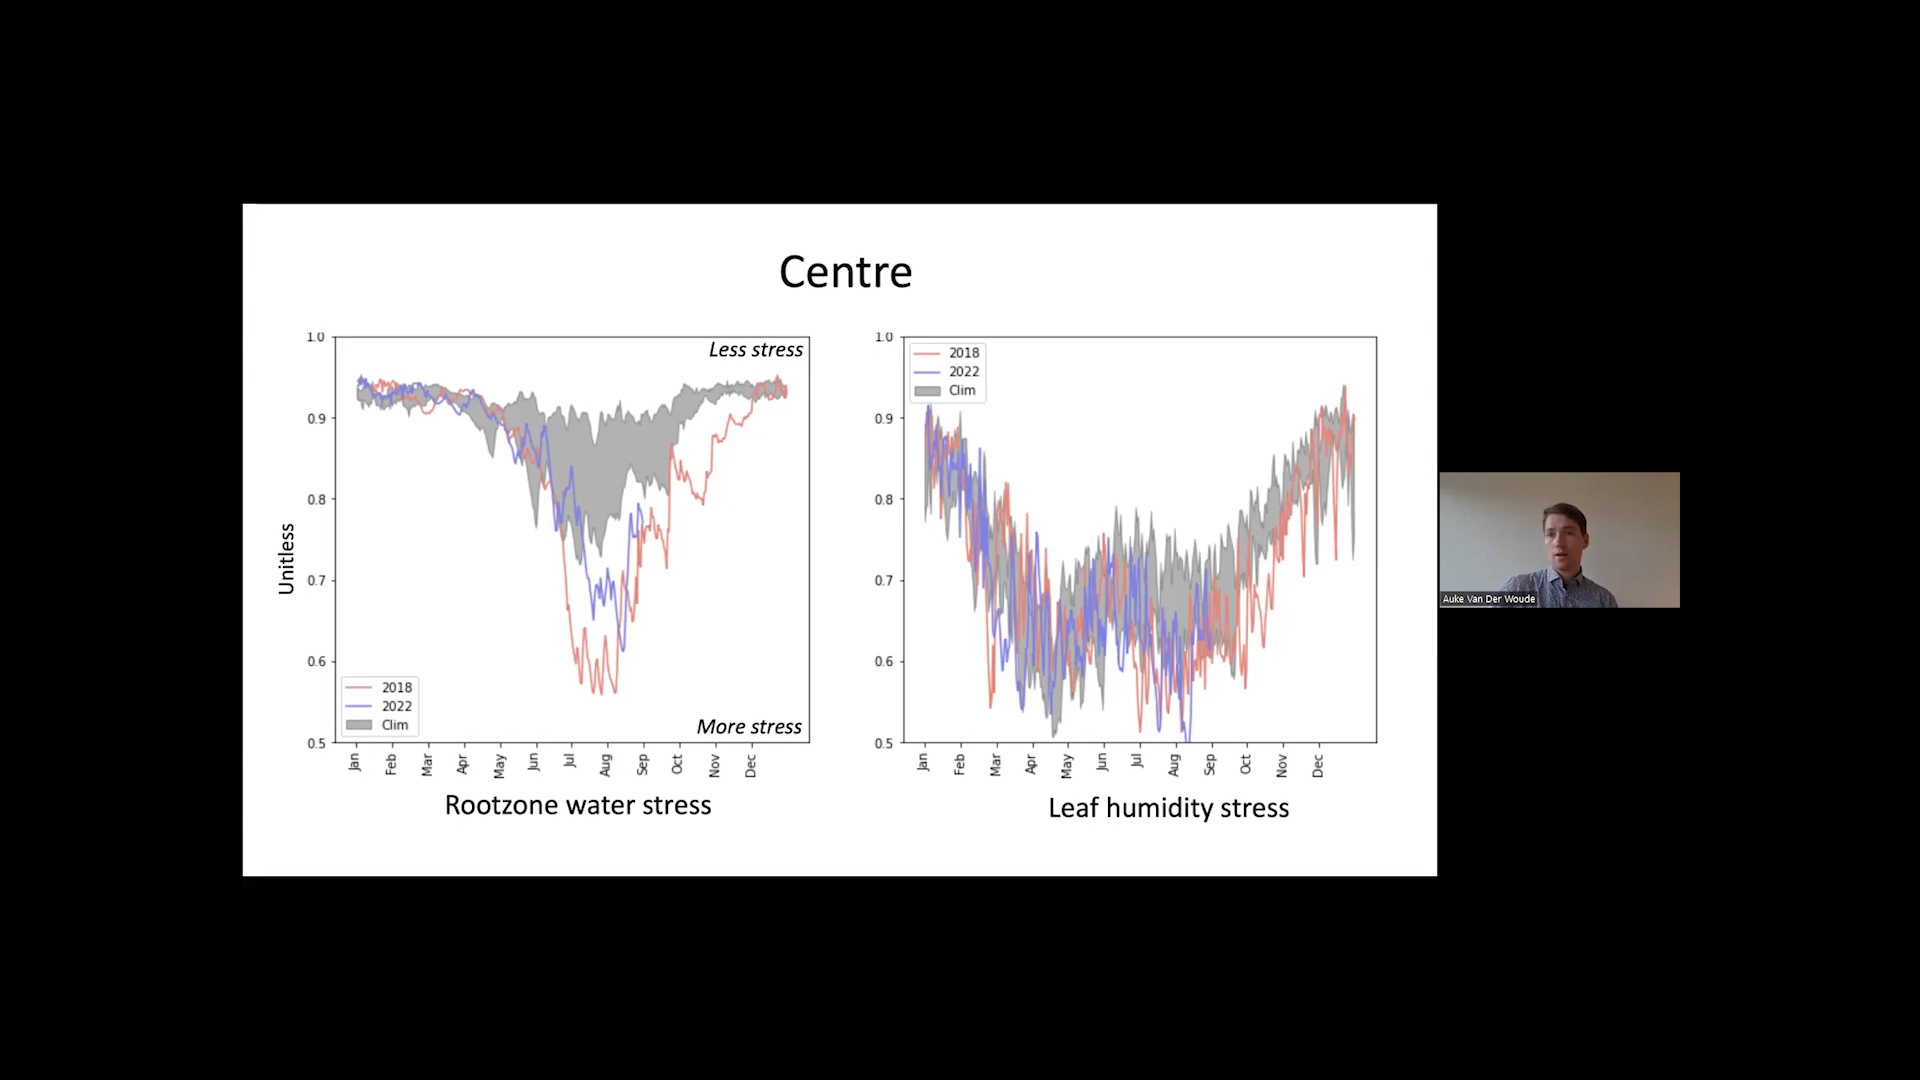 Centre
1.0
0.9
0.8
0.7
0.6
0.5
Unitless
Less stress
More stress
2018
2022
Clim
Jan
Feb
Mar
Apr
May
Jun
Jul
Aug
Sep
Oct
Nov
Dec
Rootzone water stress
1.0
0.9
0.8
0.7
0.6
0.5
2018
2022
Clim
Jan
Feb
Mar
Apr
May
Jun
Jul
Aug
Sep
Oct
Nov
Dec
Leaf humidity stress
Auke Van Der Woude